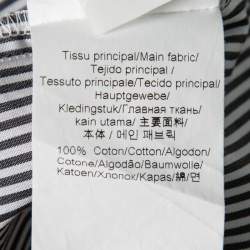 Tissu principal/Main fabric/
Tejido principal /
Tessuto principale/Tecido principal/
Hauptgewebe/
Kledingstuk/Главная ткань/
kain utama/主要面料/
本体/메인 패브릭
100% Coton/Cotton/Algodon/
Cotone/Algodão/Baumwolle/
Katoen/Хлопок/Kapas/綿/면